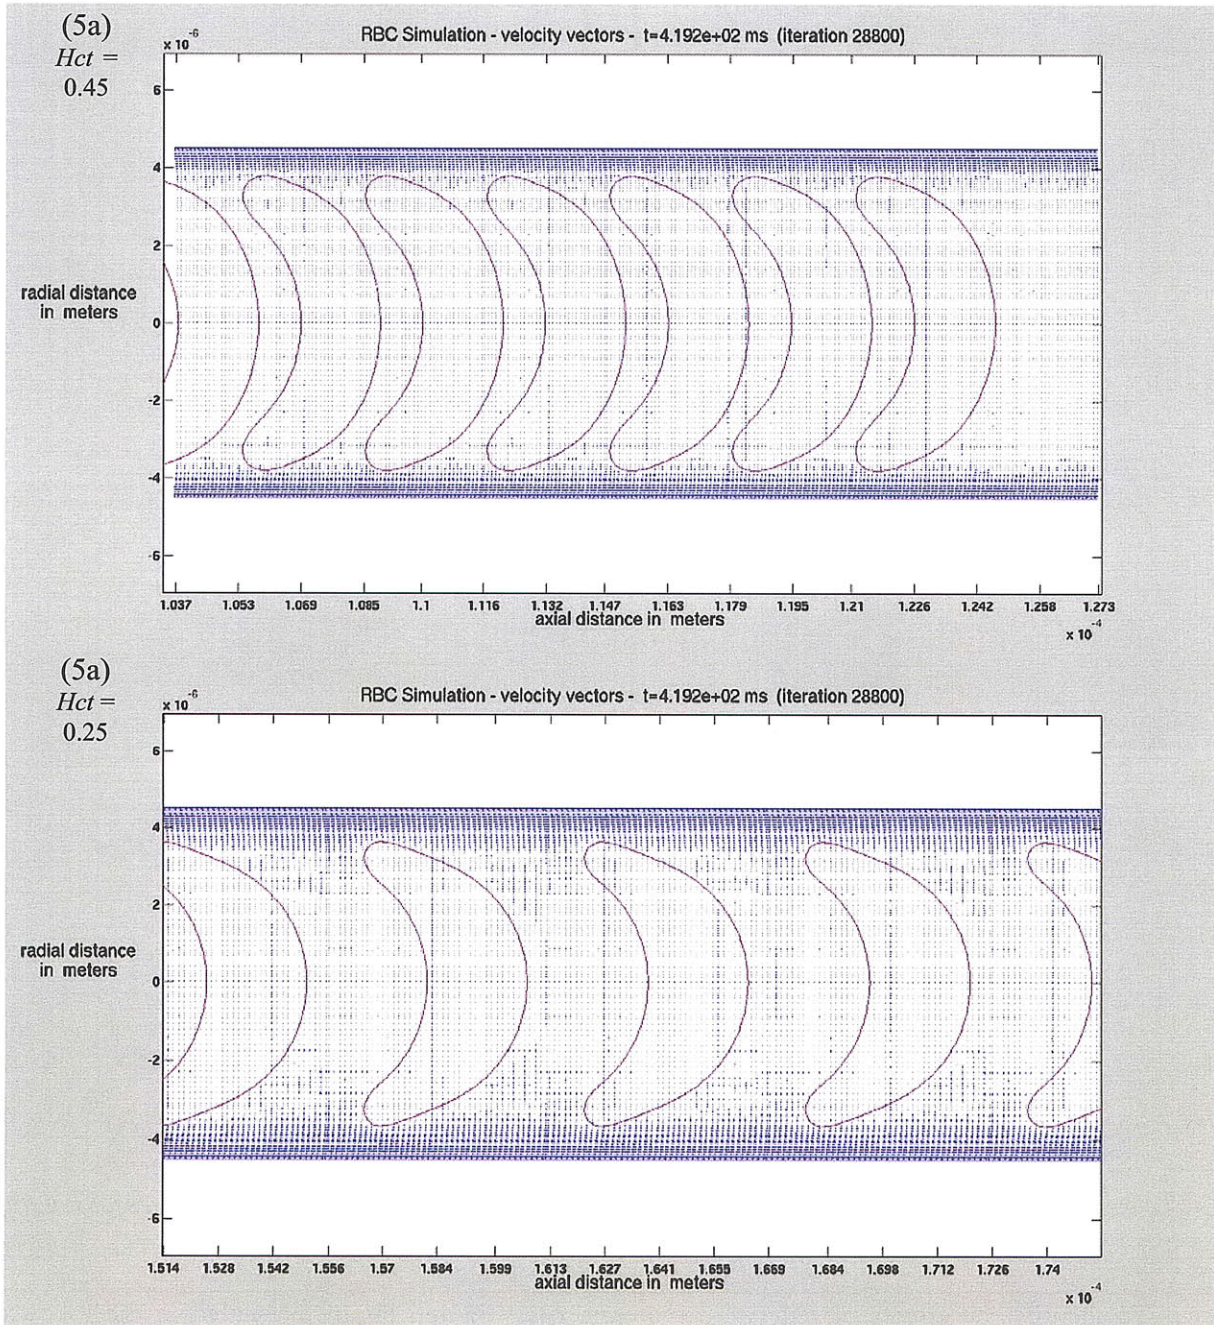 (5a)
Hct =
0.45
x 10⁻⁶
RBC Simulation - velocity vectors - t=4.192e+02 ms (iteration 28800)
6
4
2
radial distance
in meters
0
-2
-4
-6
1.037 1.053 1.069 1.085 1.1 1.116 1.132 1.147 1.163 1.179 1.195 1.21 1.226 1.242 1.258 1.273
axial distance in meters
x 10⁻⁴
(5a)
Hct =
0.25
x 10⁻⁶
RBC Simulation - velocity vectors - t=4.192e+02 ms (iteration 28800)
6
4
2
radial distance
in meters
0
-2
-4
-6
1.514 1.528 1.542 1.556 1.57 1.584 1.599 1.613 1.627 1.641 1.655 1.669 1.684 1.698 1.712 1.726 1.74
axial distance in meters
x 10⁻⁴